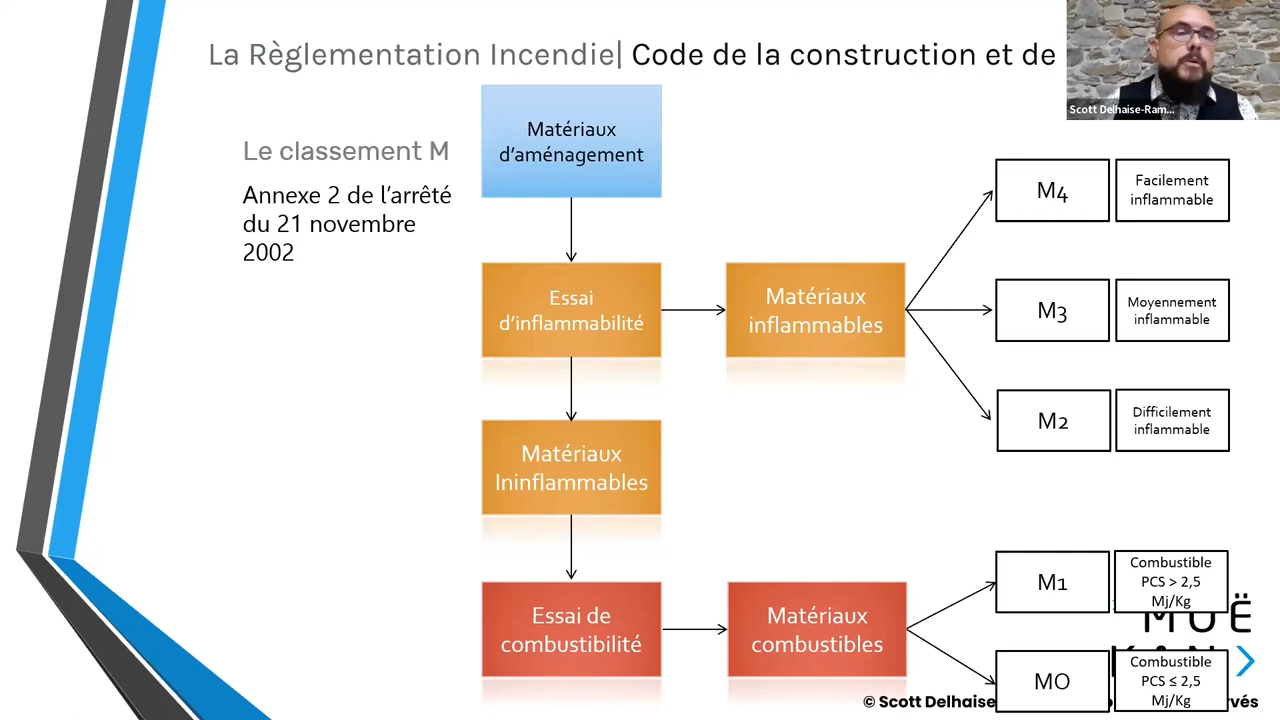 La Règlementation Incendie| Code de la construction et de
Scott Delhaise-Ram...
Le classement M
Annexe 2 de l’arrêté
du 21 novembre
2002
Matériaux
d’aménagement
Essai
d’inflammabilité
Matériaux
inflammables
M4
Facilement
inflammable
M3
Moyennement
inflammable
M2
Difficilement
inflammable
Matériaux
Ininflammables
Essai de
combustibilité
Matériaux
combustibles
M1
Combustible
PCS > 2,5
Mj/Kg
MO
Combustible
PCS ≤ 2,5
Mj/Kg
MUË
© Scott Delhaise